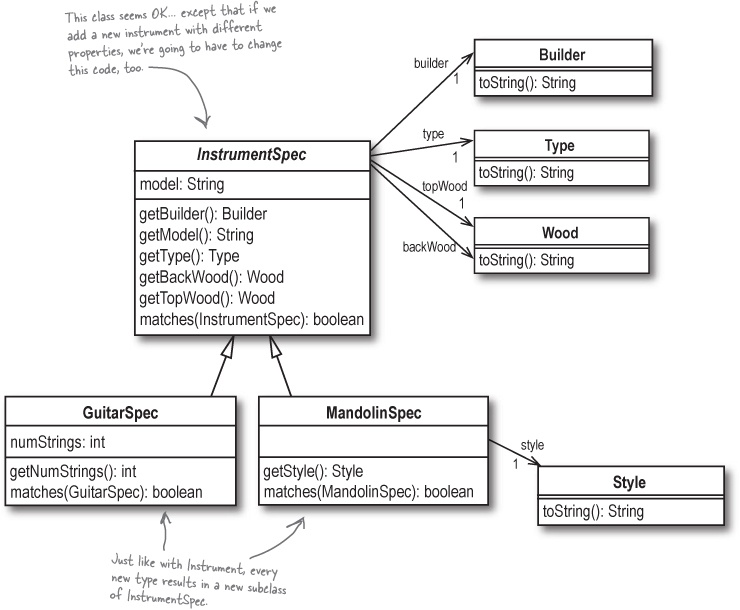 This class seems OK... except that if we
add a new instrument with different
properties, we're going to have to change
this code, too.
builder
1
Builder
toString(): String
type
1
Type
toString(): String
topWood
1
backWood
Wood
toString(): String
InstrumentSpec
model: String
getBuilder(): Builder
getModel(): String
getType(): Type
getBackWood(): Wood
getTopWood(): Wood
matches(InstrumentSpec): boolean
GuitarSpec
numStrings: int
getNumStrings(): int
matches(GuitarSpec): boolean
MandolinSpec
getStyle(): Style
matches(MandolinSpec): boolean
style
1
Style
toString(): String
Just like with Instrument, every
new type results in a new subclass
of InstrumentSpec.